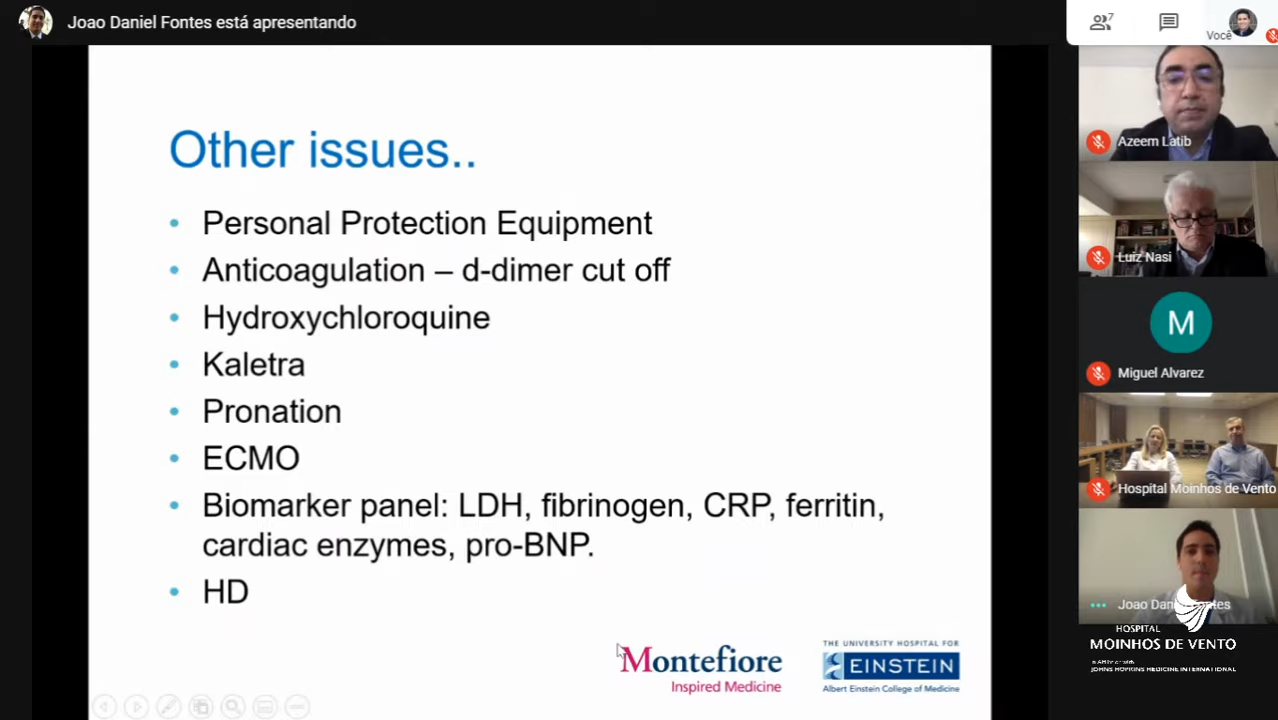 Joao Daniel Fontes está apresentando
7
Você
Other issues..
• Personal Protection Equipment
• Anticoagulation – d-dimer cut off
• Hydroxychloroquine
• Kaletra
• Pronation
• ECMO
• Biomarker panel: LDH, fibrinogen, CRP, ferritin,
cardiac enzymes, pro-BNP.
• HD
Montefiore
Inspired Medicine
THE UNIVERSITY HOSPITAL FOR
EINSTEIN
Albert Einstein College of Medicine
Azeem Latib
Luiz Nasi
M
Miguel Alvarez
Hospital Moinhos de Vento
Joao Daniel Fontes
HOSPITAL
MOINHOS DE VENTO
JOHNS HOPKINS MEDICINE INTERNATIONAL